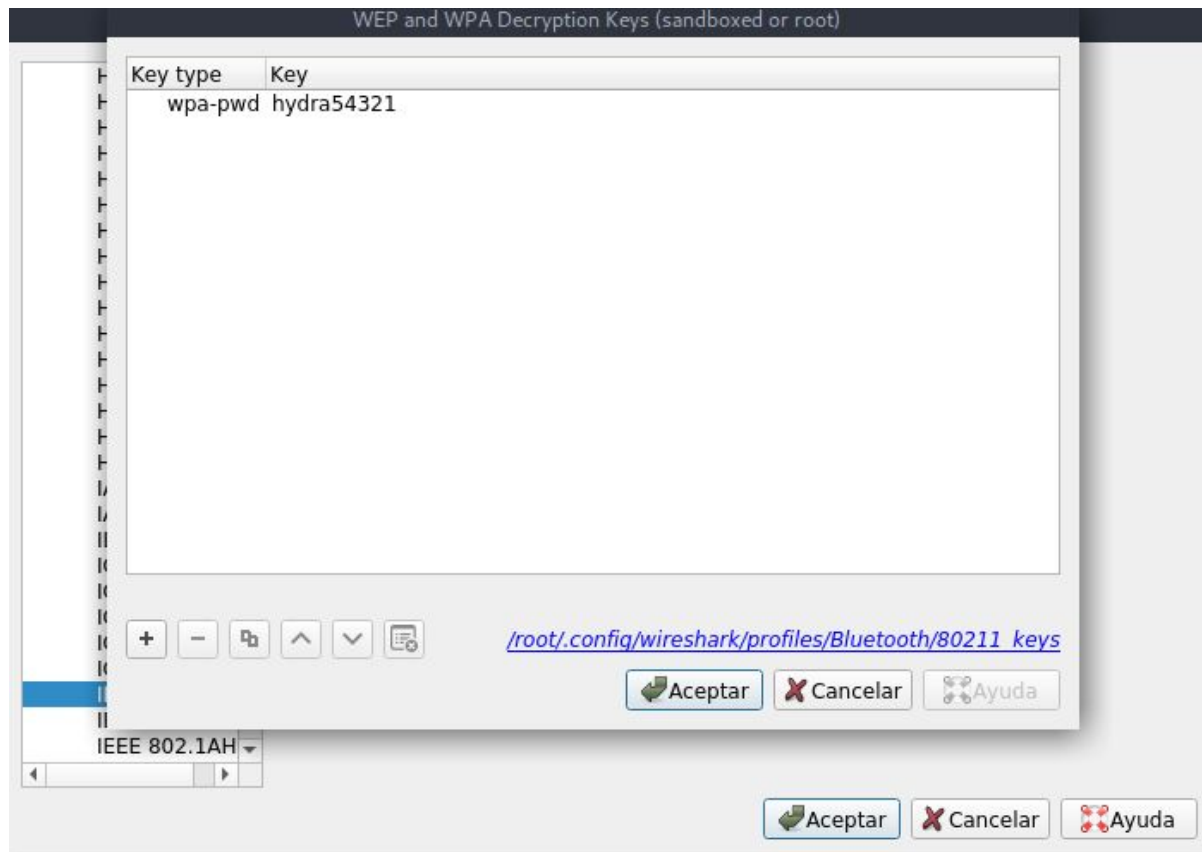 WEP and WPA Decryption Keys (sandboxed or root)
Key type Key
wpa-pwd hydra54321
/root/.config/wireshark/profiles/Bluetooth/80211_keys
Aceptar Cancelar Ayuda
IEEE 802.1AH
Aceptar Cancelar Ayuda